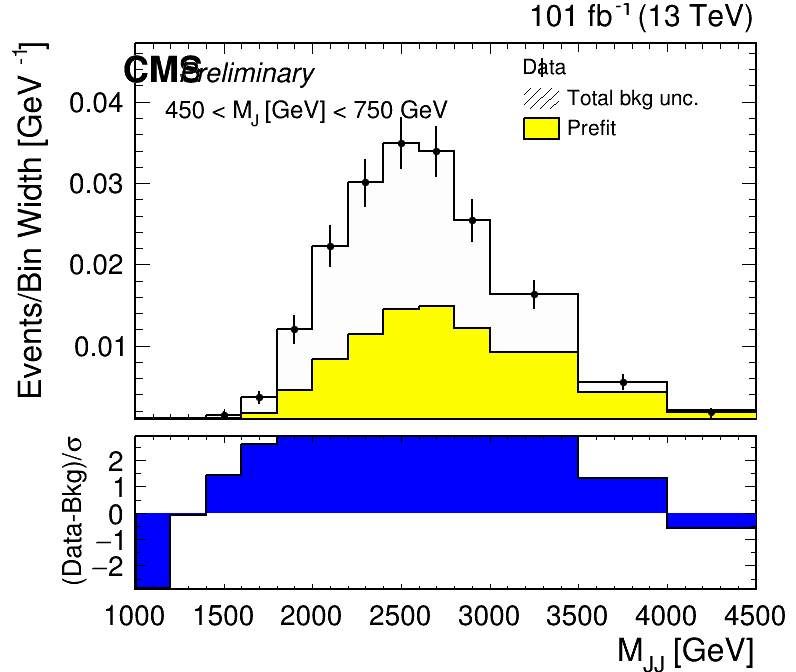 101 fb⁻¹ (13 TeV)
CMS Preliminary
450 < M_J [GeV] < 750 GeV
Data
Total bkg unc.
Prefit
Events/Bin Width [GeV⁻¹]
0.04
0.03
0.02
0.01
(Data-Bkg)/σ
2
1
0
−1
−2
1000 1500 2000 2500 3000 3500 4000 4500
M_JJ [GeV]